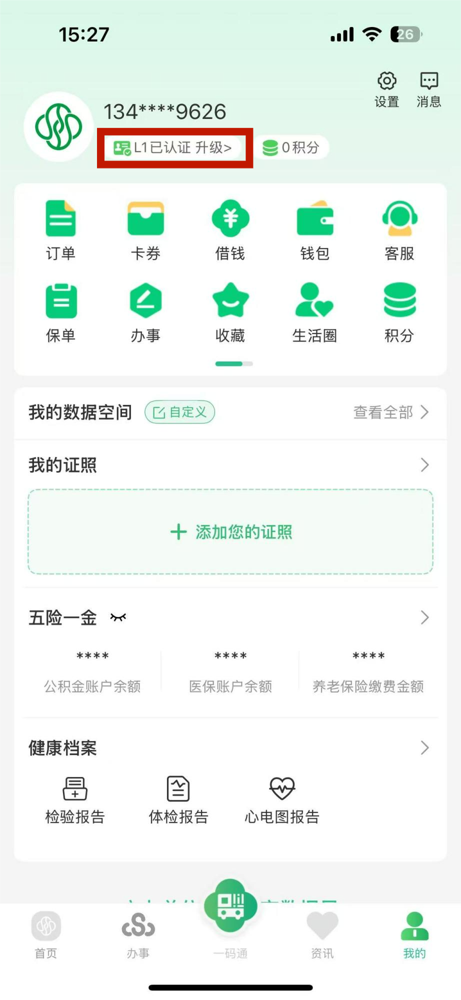 15:27
26
设置 消息
134****9626
L1已认证 升级>
0积分
订单 卡券 借钱 钱包 客服
保单 办事 收藏 生活圈 积分
我的数据空间 自定义 查看全部
我的证照
添加您的证照
五险一金
**** **** ****
公积金账户余额 医保账户余额 养老保险缴费金额
健康档案
检验报告 体检报告 心电图报告
首页 办事 一码通 资讯 我的